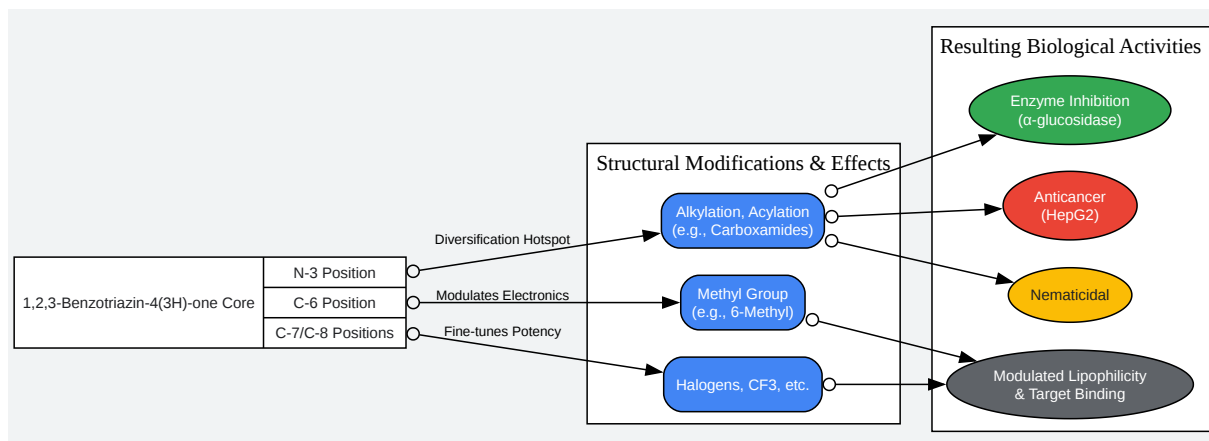 Resulting Biological Activities
Enzyme Inhibition
(α-glucosidase)
Structural Modifications & Effects
Anticancer
(HepG2)
Alkylation, Acylation
(e.g., Carboxamides)
Diversification Hotspot
1,2,3-Benzotriazin-4(3H)-one Core
N-3 Position
C-6 Position
C-7/C-8 Positions
Modulates Electronics
Methyl Group
(e.g., 6-Methyl)
Nematicidal
Fine-tunes Potency
Halogens, CF3, etc.
Modulated Lipophilicity
& Target Binding